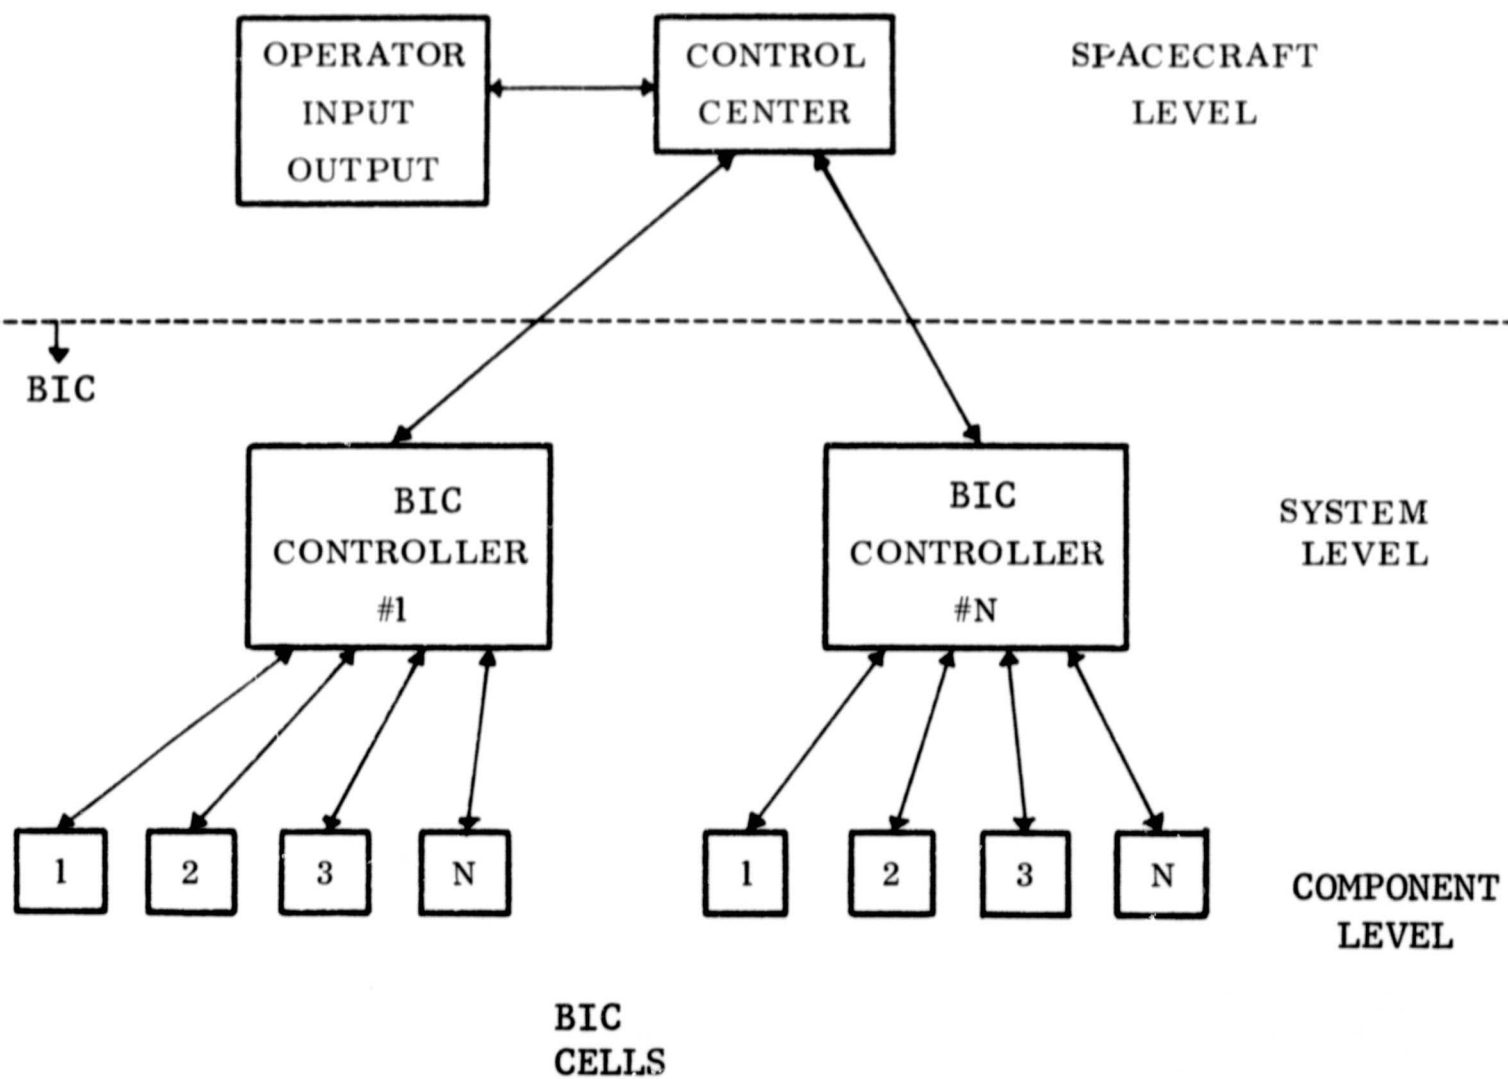 OPERATOR
INPUT
OUTPUT
CONTROL
CENTER
SPACECRAFT
LEVEL
BIC
BIC
CONTROLLER
#1
BIC
CONTROLLER
#N
SYSTEM
LEVEL
1
2
3
N
1
2
3
N
COMPONENT
LEVEL
BIC
CELLS